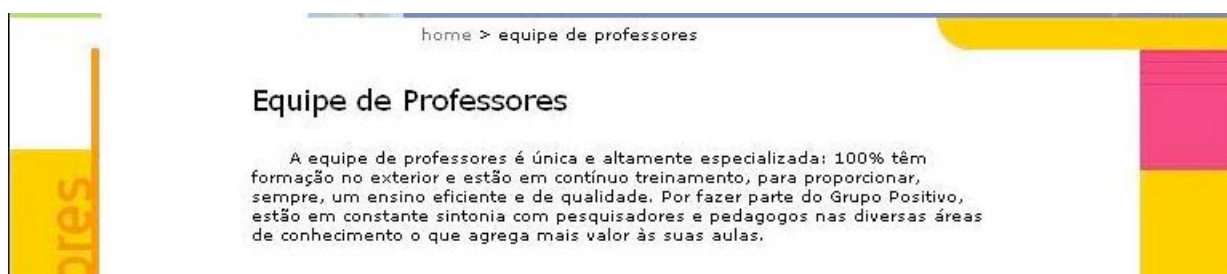 home > equipe de professores
Equipe de Professores
A equipe de professores é única e altamente especializada: 100% têm
formação no exterior e estão em contínuo treinamento, para proporcionar,
sempre, um ensino eficiente e de qualidade. Por fazer parte do Grupo Positivo,
estão em constante sintonia com pesquisadores e pedagogos nas diversas áreas
de conhecimento o que agrega mais valor às suas aulas.
ores